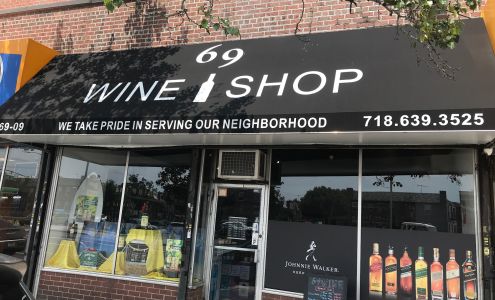 69
WINE SHOP
69-09 WE TAKE PRIDE IN SERVING OUR NEIGHBORHOOD 718.639.3525
JOHNNIE WALKER